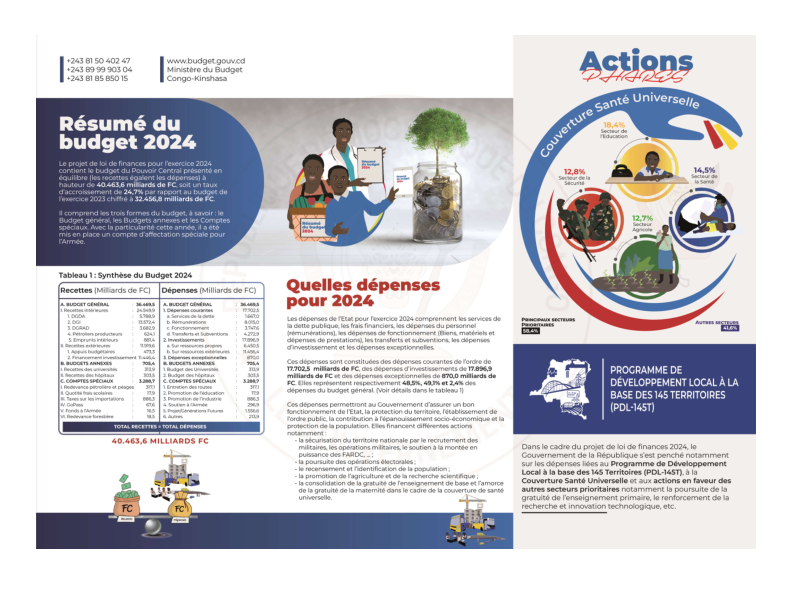 +243 81 50 402 47
+243 89 99 903 04
+243 81 85 850 15
www.budget.gouv.cd
Ministère du Budget
Congo-Kinshasa
Résumé du
budget 2024
Le projet de loi de finances pour l'exercice 2024
contient le budget du Pouvoir Central présenté en
équilibre (les recettes égalent les dépenses) à
hauteur de 40.463,6 milliards de FC, soit un taux
d'accroissement de 24,7% par rapport au budget de
l'exercice 2023 chiffré à 32.456,8 milliards de FC.
Il comprend les trois formes du budget, à savoir : le
Budget général, les Budgets annexes et les Comptes
spéciaux. Avec la particularité cette année, il a été
mis en place un compte d'affectation spéciale pour
l'Armée.
Résumé du
budget
2024
Résumé du
budget
2024
Tableau 1 : Synthèse du Budget 2024
Recettes (Milliards de FC)
A. BUDGET GÉNÉRAL : 36.469,5
I. Recettes intérieures : 24.549,9
1. DGDA : 5.788,9
2. DGI : 13.572,4
3. DGRAD : 3.682,9
4. Pétroliers producteurs : 624,1
5. Emprunts intérieurs : 881,4
II. Recettes extérieures : 11.919,6
1. Appuis budgétaires : 473,3
2. Financement Investissement 11.446,4
B. BUDGETS ANNEXES : 705,4
I. Recettes des universités : 313,9
II. Recettes des hôpitaux : 303,5
C. COMPTES SPÉCIAUX : 3.288,7
I. Redevance pétrolière et péages : 317,1
II. Quotité frais scolaires : 17,9
III. Taxes sur les importations : 886,3
IV. GoPass : 67,6
V. Fonds à l'Armée : 16,5
VI. Redevance forestière : 16,5
Dépenses (Milliards de FC)
A. BUDGET GÉNÉRAL : 36.469,5
1. Dépenses courantes : 17.702,5
a. Services de la dette : 1.667,0
b. Rémunérations : 8.015,0
c. Fonctionnement : 3.747,6
d. Transferts et Subventions : 4.272,9
2. Investissements : 17.896,9
a. Sur ressources propres : 6.450,5
b. Sur ressources extérieures : 11.456,4
3. Dépenses exceptionnelles : 870,0
B. BUDGETS ANNEXES : 705,4
1. Budget des Universités : 313,9
2. Budget des hôpitaux : 303,5
C. COMPTES SPÉCIAUX : 3.288,7
1. Entretien des routes : 317,1
2. Promotion de l'éducation : 17,9
3. Promotion de l'industrie : 886,3
4. Soutien à l'Armée : 296,9
5. Projet/Générations Futures : 1.556,6
6. Autres : 213,9
TOTAL RECETTES = TOTAL DÉPENSES
40.463,6 MILLIARDS FC
FC
FC
Quelles dépenses
pour 2024
Les dépenses de l'Etat pour l'exercice 2024 comprennent les services de
la dette publique, les frais financiers, les dépenses du personnel
(rémunérations), les dépenses de fonctionnement (Biens, matériels et
dépenses de prestations), les transferts et subventions, les dépenses
d'investissement et les dépenses exceptionnelles.
Ces dépenses sont constituées des dépenses courantes de l'ordre de
17.702,5 milliards de FC, des dépenses d'investissements de 17.896,9
milliards de FC et des dépenses exceptionnelles de 870,0 milliards de
FC. Elles représentent respectivement 48,5%, 49,1% et 2,4% des
dépenses du budget général. (Voir détails dans le tableau 1)
Ces dépenses permettront au Gouvernement d'assurer un bon
fonctionnement de l'Etat, la protection du territoire, l'établissement de
l'ordre public, la contribution à l'épanouissement socio-économique et la
protection de la population. Elles financent différentes actions
notamment :
- la sécurisation du territoire nationale par le recrutement des
militaires, les opérations militaires, le soutien à la montée en
puissance des FARDC, ... ;
- la poursuite des opérations électorales ;
- le recensement et l'identification de la population ;
- la promotion de l'agriculture et de la recherche scientifique ;
- la consolidation de la gratuité de l'enseignement de base et l'amorce
de la gratuité de la maternité dans le cadre de la couverture de santé
universelle.
Actions
PHARES
Couverture Santé Universelle
18,4%
Secteur de
l'Education
12,8%
Secteur de la
Sécurité
14,5%
Secteur de
la Santé
12,7%
Secteur
Agricole
PRINCIPAUX SECTEURS
PRIORITAIRES
58,4%
AUTRES SECTEURS
41,6%
PROGRAMME DE
DÉVELOPPEMENT LOCAL À LA
BASE DES 145 TERRITOIRES
(PDL-145T)
Dans le cadre du projet de loi de finances 2024, le
Gouvernement de la République s'est penché notamment
sur les dépenses liées au Programme de Développement
Local à la base des 145 Territoires (PDL-145T), à la
Couverture Santé Universelle et aux actions en faveur des
autres secteurs prioritaires notamment la poursuite de la
gratuité de l'enseignement primaire, le renforcement de la
recherche et innovation technologique, etc.